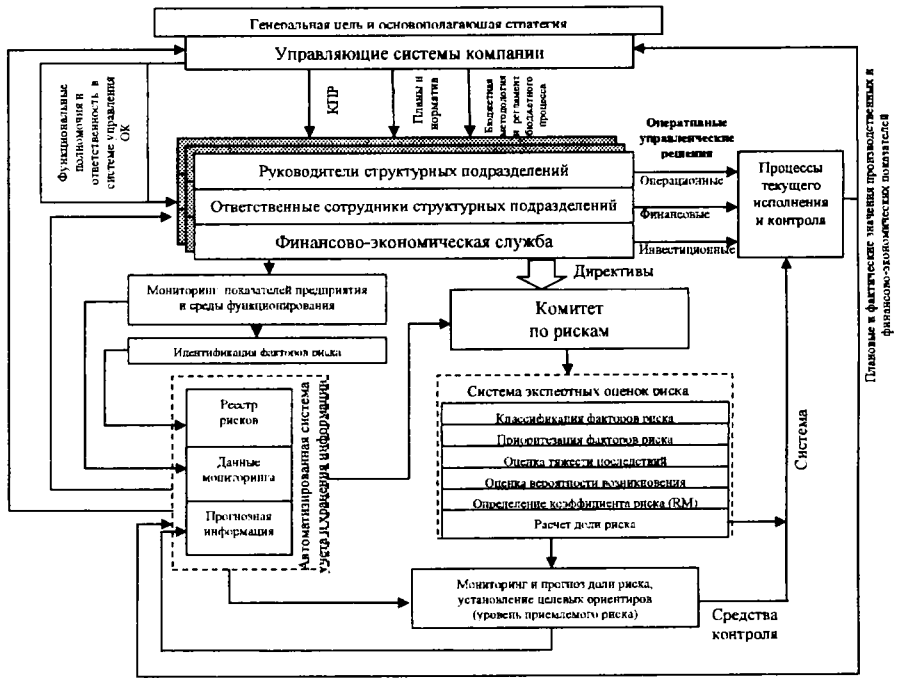 Генеральная цель и основополагающая стратегия
Управляющие системы компании
Функциональные
полномочия и
ответственность в
системе управления
ОК
КПР
Планы и
норматив
Бюджетная
методология
и регламент
бюджетного
процесса
Оперативные
управленческие
решения
Руководители структурных подразделений
Ответственные сотрудники структурных подразделений
Финансово-экономическая служба
Операционные
Финансовые
Инвестиционные
Процессы
текущего
исполнения
и контроля
Плановые и фактические значения производственных и
финансово-экономических показателей
Директивы
Мониторинг показателей предприятия
и среды функционирования
Идентификация факторов риска
Комитет
по рискам
Реестр
рисков
Данные
мониторинга
Прогнозная
информация
Автоматизированная система
учета и хранения информации
Система экспертных оценок риска
Классификация факторов риска
Приоритезация факторов риска
Оценка тяжести последствий
Оценка вероятности возникновения
Определение коэффициента риска (RM)
Расчет доли риска
Система
Мониторинг и прогноз доли риска,
установление целевых ориентиров
(уровень приемлемого риска)
Средства
контроля